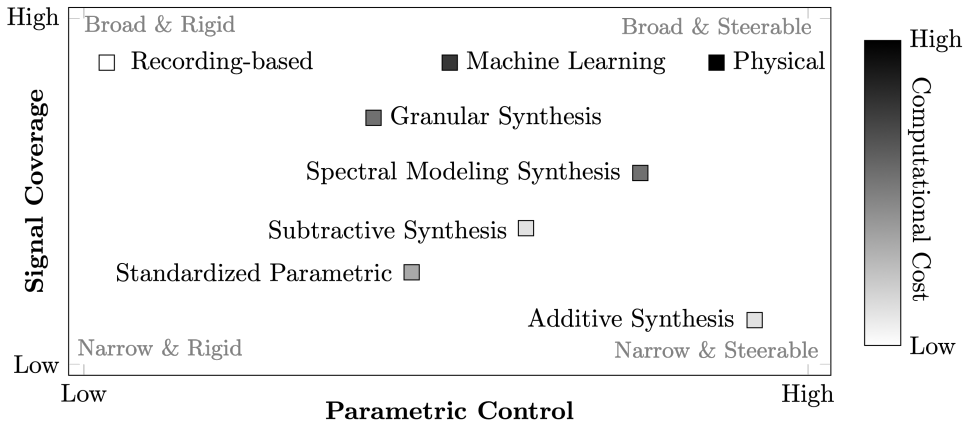 High
Broad & Rigid
Broad & Steerable
Recording-based
Machine Learning
Physical
Granular Synthesis
Spectral Modeling Synthesis
Subtractive Synthesis
Standardized Parametric
Additive Synthesis
Narrow & Rigid
Narrow & Steerable
Low
Low
High
Parametric Control
Signal Coverage
High
Computational Cost
Low